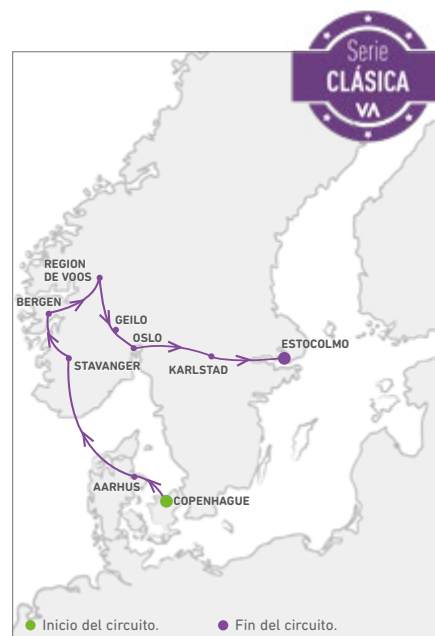 Serie
CLÁSICA
VA
REGION
DE VOOS
BERGEN
GEILO
OSLO
ESTOCOLMO
STAVANGER
KARLSTAD
AARHUS
COPENHAGUE
Inicio del circuito.
Fin del circuito.